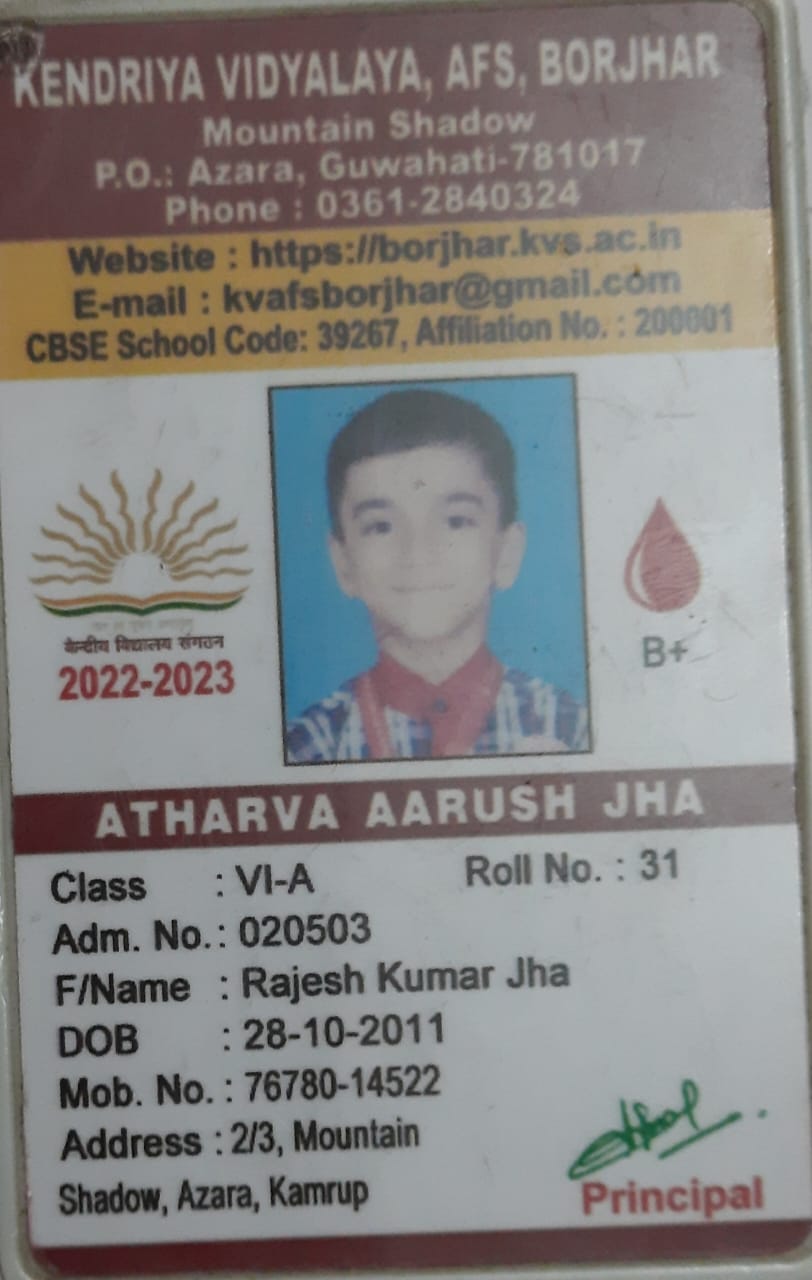 KENDRIYA VIDYALAYA, AFS, BORJHAR
Mountain Shadow
P.O.: Azara, Guwahati-781017
Phone : 0361-2840324
Website : https://borjhar.kvs.ac.in
E-mail : kvafsborjhar@gmail.com
CBSE School Code: 39267, Affiliation No. : 200001
केन्द्रीय विद्यालय संगठन
2022-2023
B+
ATHARVA AARUSH JHA
Class : VI-A Roll No. : 31
Adm. No. : 020503
F/Name : Rajesh Kumar Jha
DOB : 28-10-2011
Mob. No. : 76780-14522
Address : 2/3, Mountain
Shadow, Azara, Kamrup
Principal